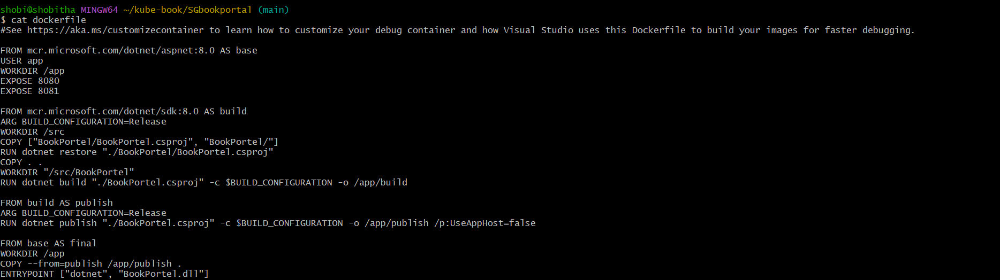 shobi@shobitha MINGW64 ~/kube-book/SGbookportal (main)
$ cat dockerfile
#See https://aka.ms/customizecontainer to learn how to customize your debug container and how Visual Studio uses this Dockerfile to build your images for faster debugging.
FROM mcr.microsoft.com/dotnet/aspnet:8.0 AS base
USER app
WORKDIR /app
EXPOSE 8080
EXPOSE 8081
FROM mcr.microsoft.com/dotnet/sdk:8.0 AS build
ARG BUILD_CONFIGURATION=Release
WORKDIR /src
COPY ["BookPortel/BookPortel.csproj", "BookPortel/"]
RUN dotnet restore "./BookPortel/BookPortel.csproj"
COPY . .
WORKDIR "/src/BookPortel"
RUN dotnet build "./BookPortel.csproj" -c $BUILD_CONFIGURATION -o /app/build
FROM build AS publish
ARG BUILD_CONFIGURATION=Release
RUN dotnet publish "./BookPortel.csproj" -c $BUILD_CONFIGURATION -o /app/publish /p:UseAppHost=false
FROM base AS final
WORKDIR /app
COPY --from=publish /app/publish .
ENTRYPOINT ["dotnet", "BookPortel.dll"]